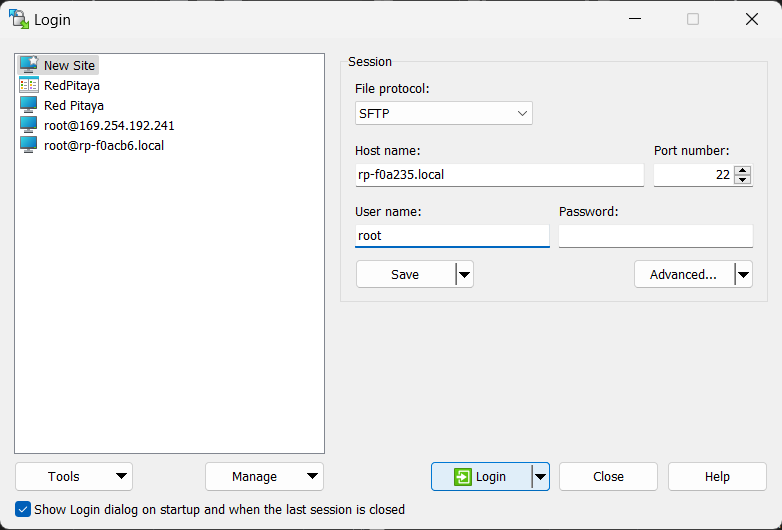 Login
New Site
RedPitaya
Red Pitaya
root@169.254.192.241
root@rp-f0acb6.local
Session
File protocol:
SFTP
Host name:
Port number:
rp-f0a235.local
22
User name:
Password:
root
Save
Advanced...
Tools
Manage
Login
Close
Help
Show Login dialog on startup and when the last session is closed